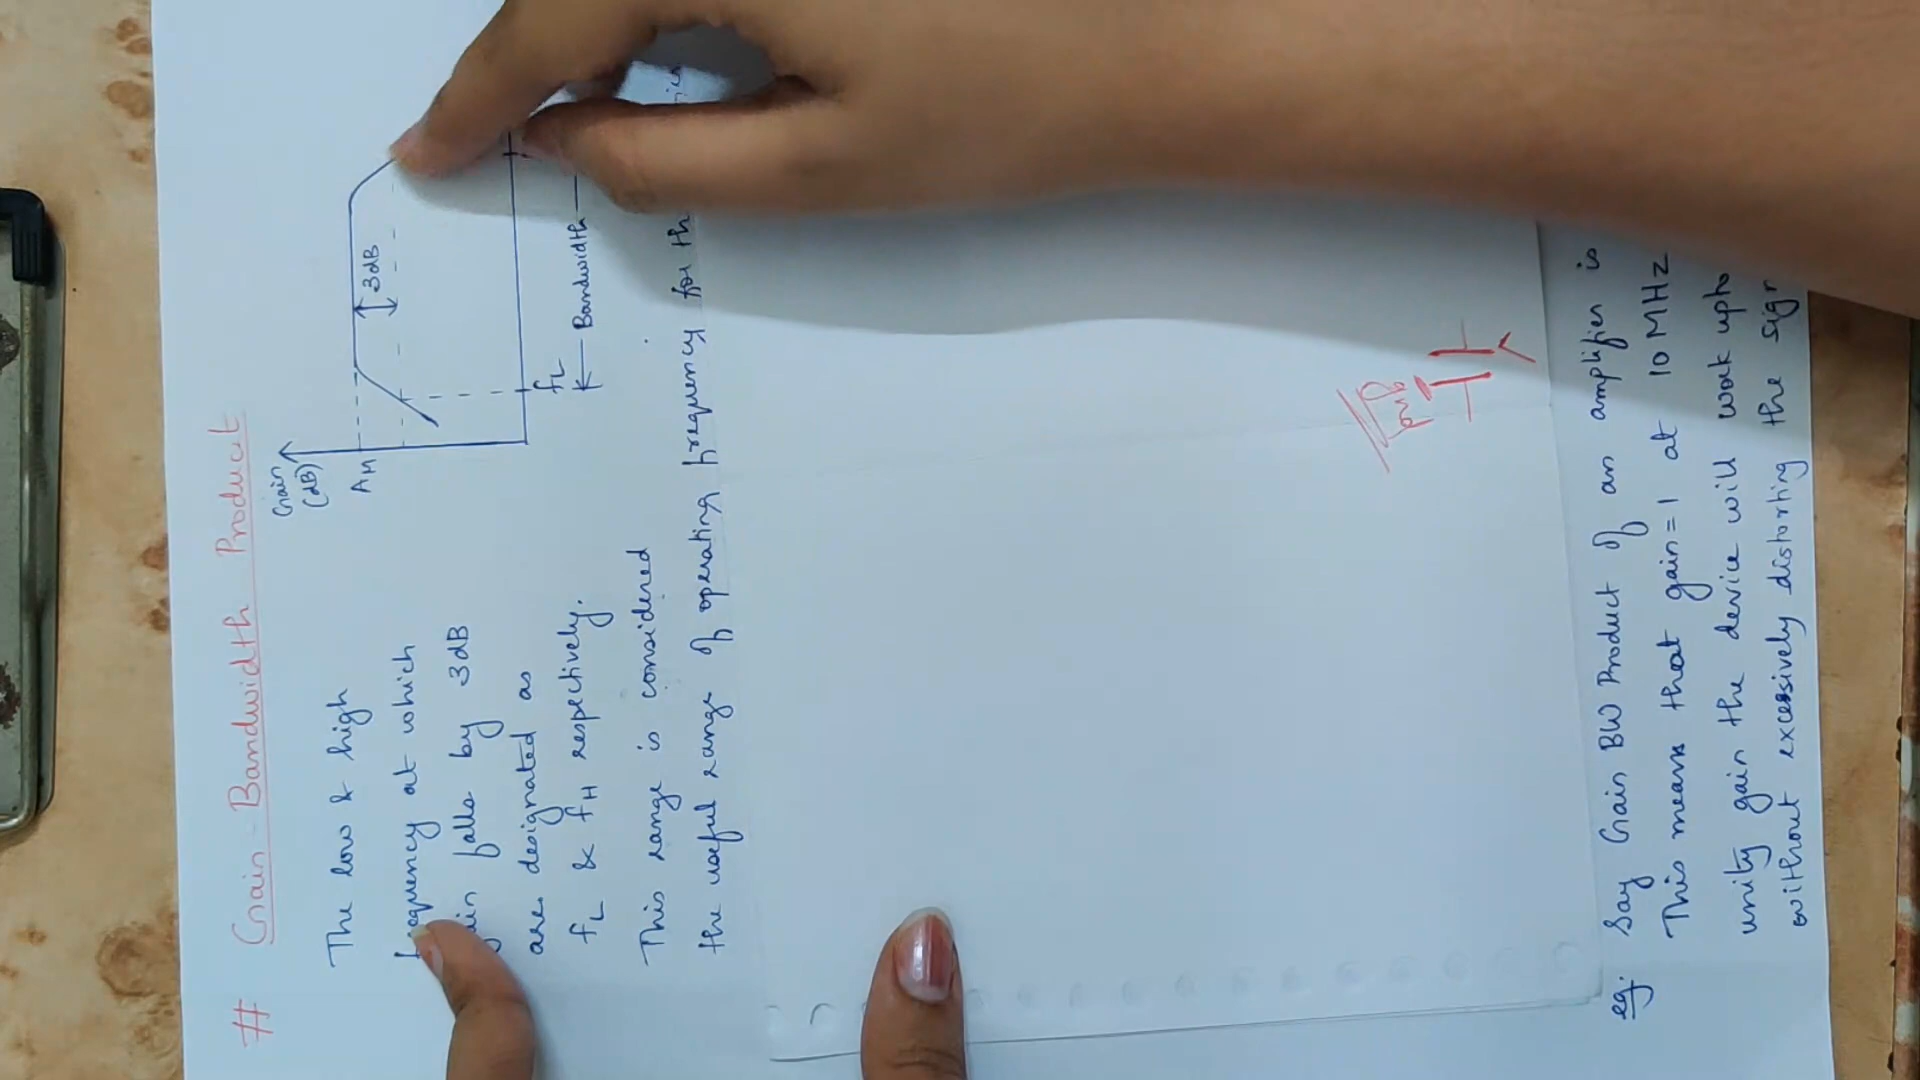 # Gain - Bandwidth Product
The low & high
frequency at which
gain falls by 3dB
are designated as
fL & fH respectively.
Gain
(dB)
AM
3dB
fL
Bandwidth
This range is considered
the useful range of operating frequency for the
eg. Say Gain BW Product of an amplifier is
This means that gain=1 at 10 MHz
unity gain the device will work upto
without excessively distorting the